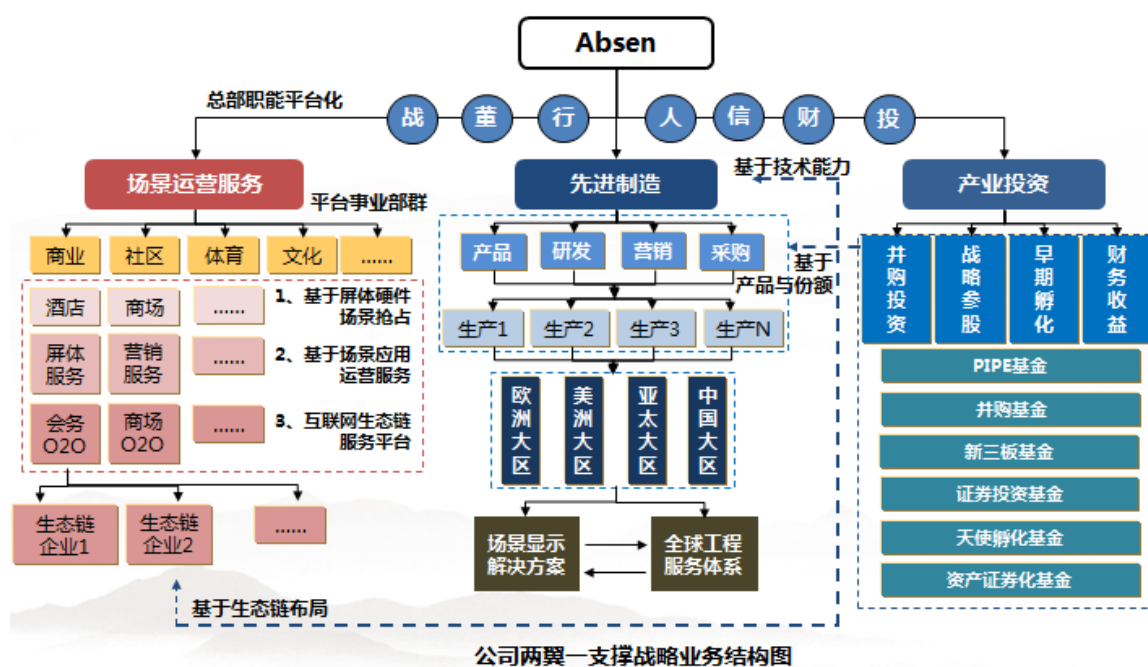 Absen
总部职能平台化
战
董
行
人
信
财
投
场景运营服务
先进制造
产业投资
基于技术能力
平台事业部群
商业
社区
体育
文化
......
酒店
商场
......
1、基于屏体硬件
场景抢占
屏体
服务
营销
服务
......
2、基于场景应用
运营服务
会务
O2O
商场
O2O
......
3、互联网生态链
服务平台
生态链
企业1
生态链
企业2
......
基于生态链布局
产品
研发
营销
采购
基于
产品与份额
生产1
生产2
生产3
生产N
欧洲大区
美洲大区
亚太大区
中国大区
场景显示
解决方案
全球工程
服务体系
并购投资
战略参股
早期孵化
财务收益
PIPE基金
并购基金
新三板基金
证券投资基金
天使孵化基金
资产证券化基金
公司两翼一支撑战略业务结构图